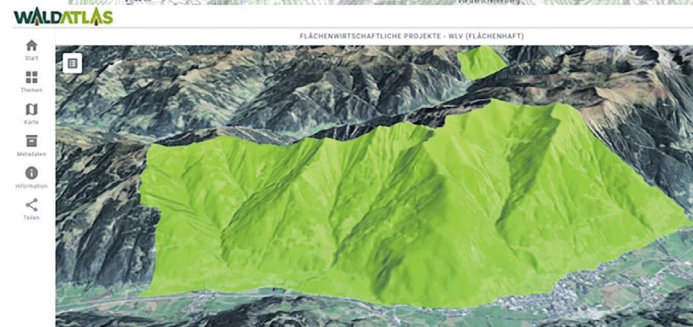 WALDATLAS
FLÄCHENWIRTSCHAFTLICHE PROJEKTE - WLV (FLÄCHENHAFT)
Start
Themen
Karte
Metadaten
Information
Teilen